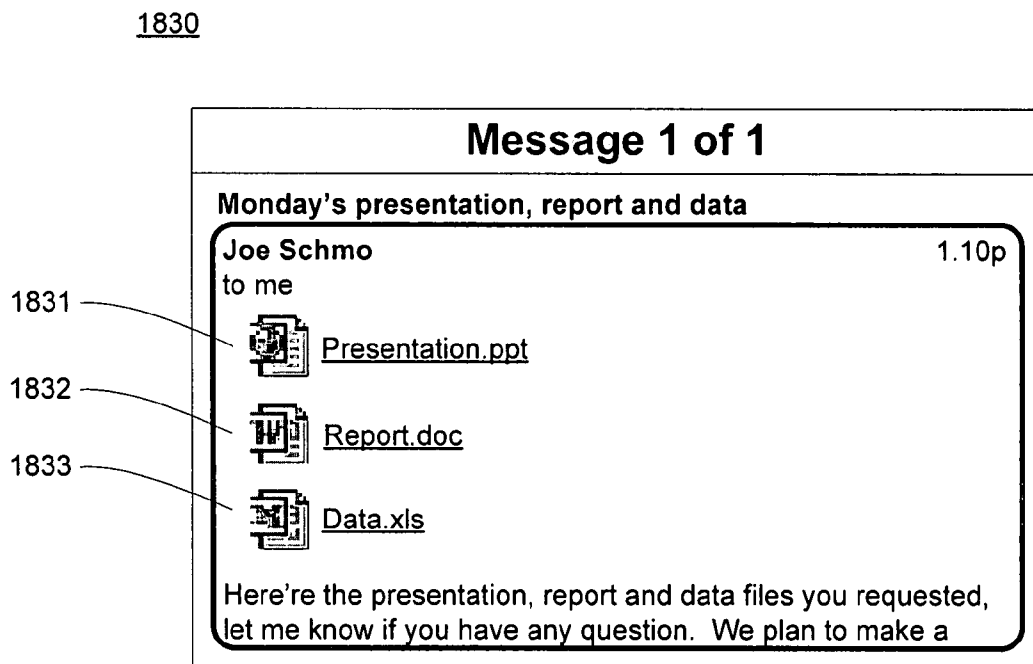 1830
Message 1 of 1
Monday's presentation, report and data
Joe Schmo 1.10p
to me
1831
Presentation.ppt
1832
Report.doc
1833
Data.xls
Here're the presentation, report and data files you requested,
let me know if you have any question. We plan to make a